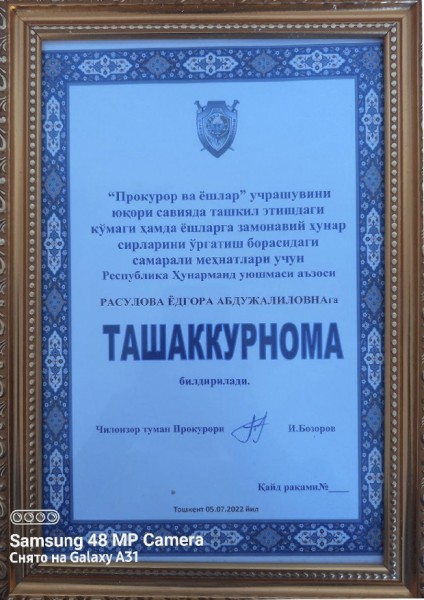 “Прокурор ва ёшлар” учрашувини
юқори савияда ташкил этишдаги
кўмаги ҳамда ёшларга замонавий ҳунар
сирларини ўргатиш борасидаги
самарали меҳнатлари учун
Республика Ҳунарманд уюшмаси аъзоси
РАСУЛОВА ЁДГОРА АБДУЖАЛИЛОВНАга
ТАШАККУРНОМА
билдирилади.
Чилонзор туман Прокурори И.Бозоров
Қайд рақами№____
Тошкент 05.07.2022 йил
Samsung 48 MP Camera
Снято на Galaxy A31